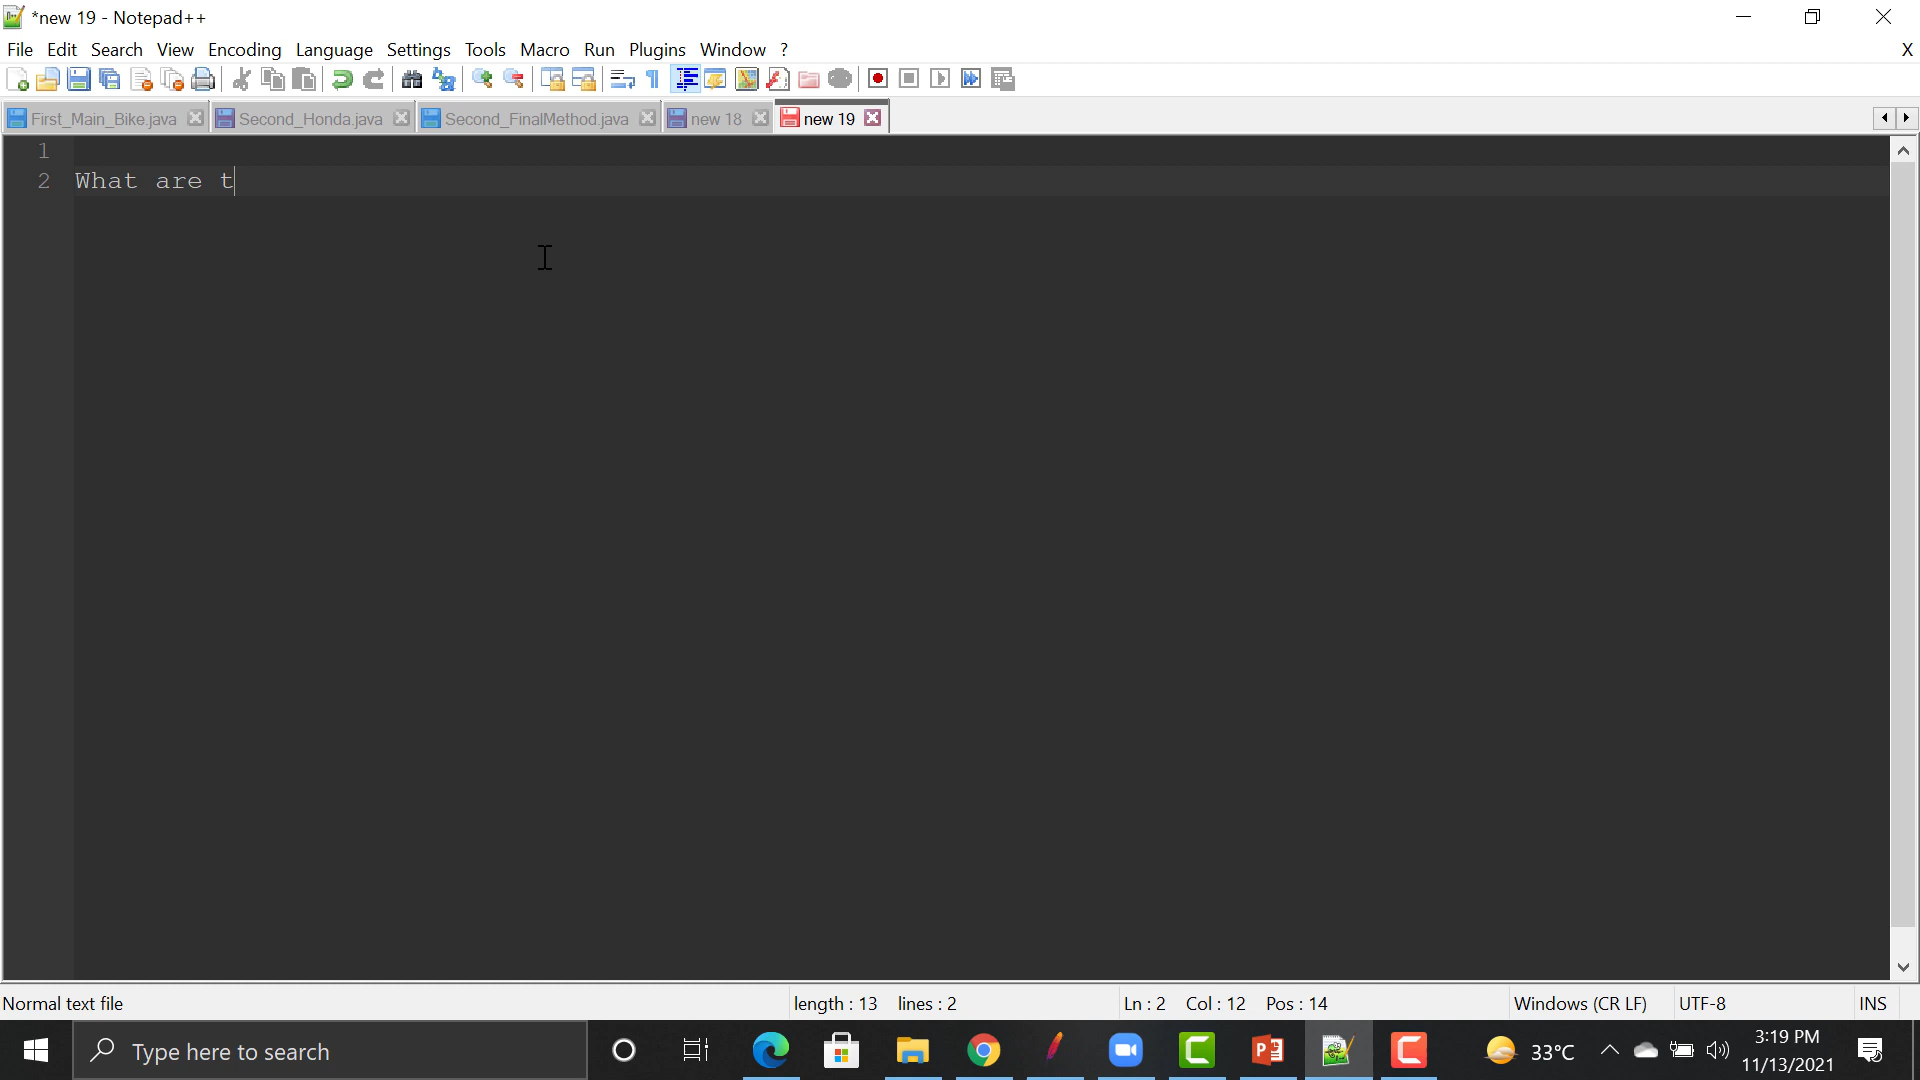 *new 19 - Notepad++
File Edit Search View Encoding Language Settings Tools Macro Run Plugins Window ? X
First_Main_Bike.java Second_Honda.java Second_FinalMethod.java new 18 new 19
1
2 What are t
Normal text file length : 13 lines : 2 Ln : 2 Col : 12 Pos : 14 Windows (CR LF) UTF-8 INS
Type here to search 33°C 3:19 PM
11/13/2021